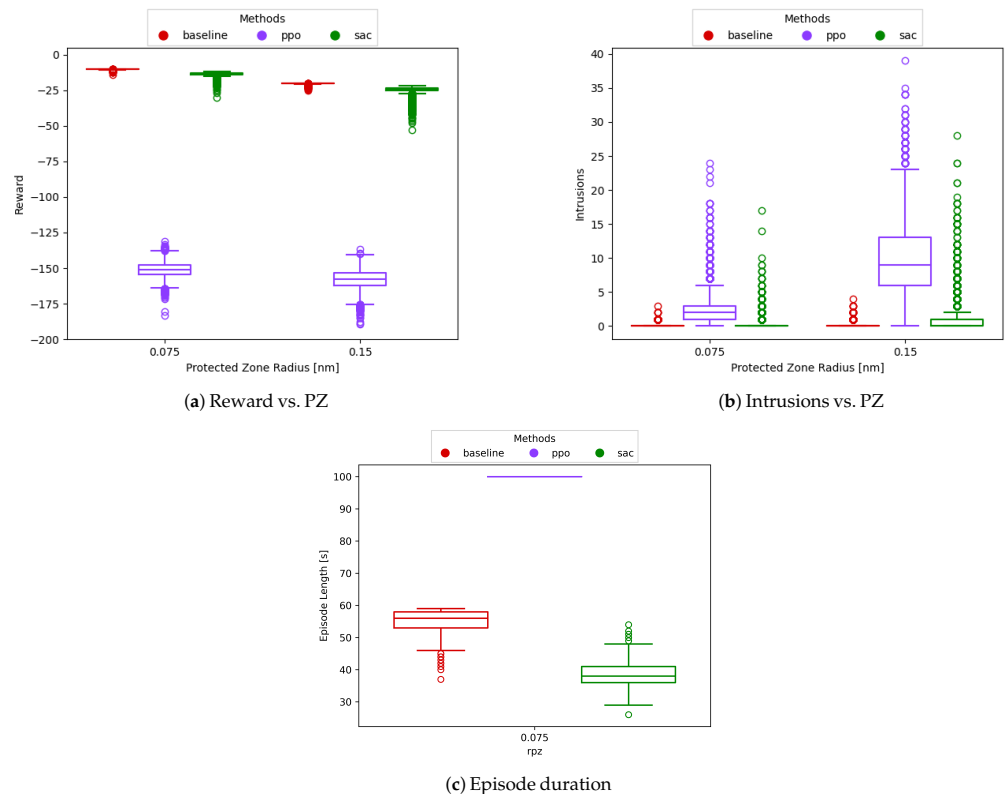 Methods
baseline ppo sac
0
−25
−50
−75
−100
−125
−150
−175
−200
Reward
0.075 0.15
Protected Zone Radius [nm]
(a) Reward vs. PZ
Methods
baseline ppo sac
40
35
30
25
20
15
10
5
0
Intrusions
0.075 0.15
Protected Zone Radius [nm]
(b) Intrusions vs. PZ
Methods
baseline ppo sac
100
90
80
70
60
50
40
30
Episode Length [s]
0.075
rpz
(c) Episode duration